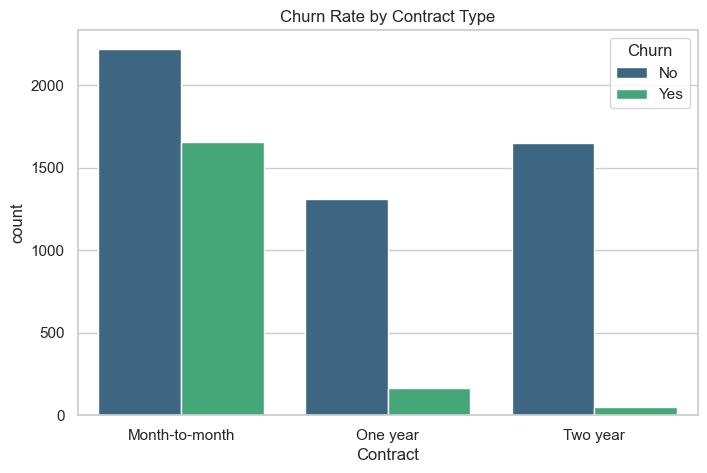 Churn Rate by Contract Type
Churn
No
Yes
2000
1500
1000
500
0
count
Month-to-month
One year
Two year
Contract